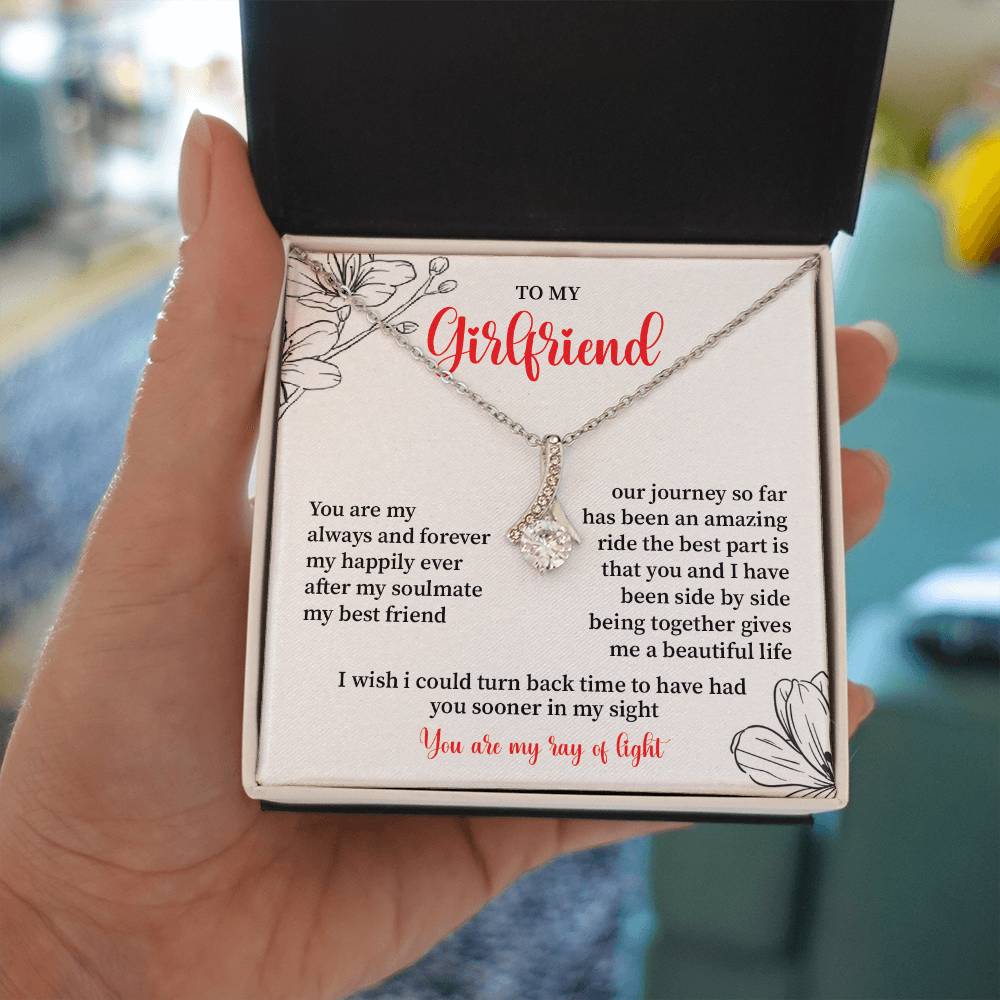 TO MY
Girlfriend
You are my
always and forever
my happily ever
after my soulmate
my best friend
our journey so far
has been an amazing
ride the best part is
that you and I have
been side by side
being together gives
me a beautiful life
I wish i could turn back time to have had
you sooner in my sight
You are my ray of light